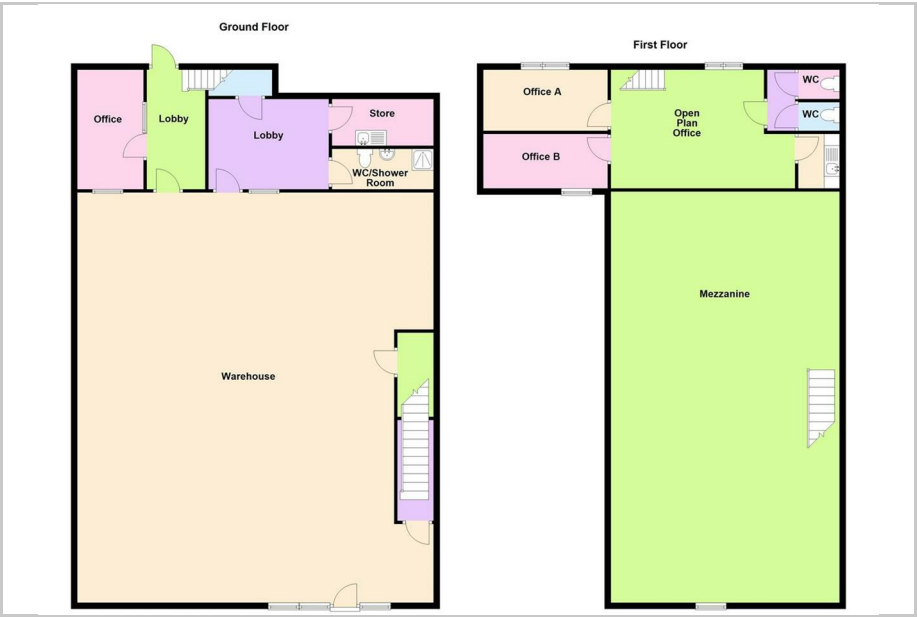 Ground Floor
Office
Lobby
Lobby
Store
WC/Shower
Room
Warehouse
First Floor
Office A
Office B
Open
Plan
Office
WC
WC
Mezzanine